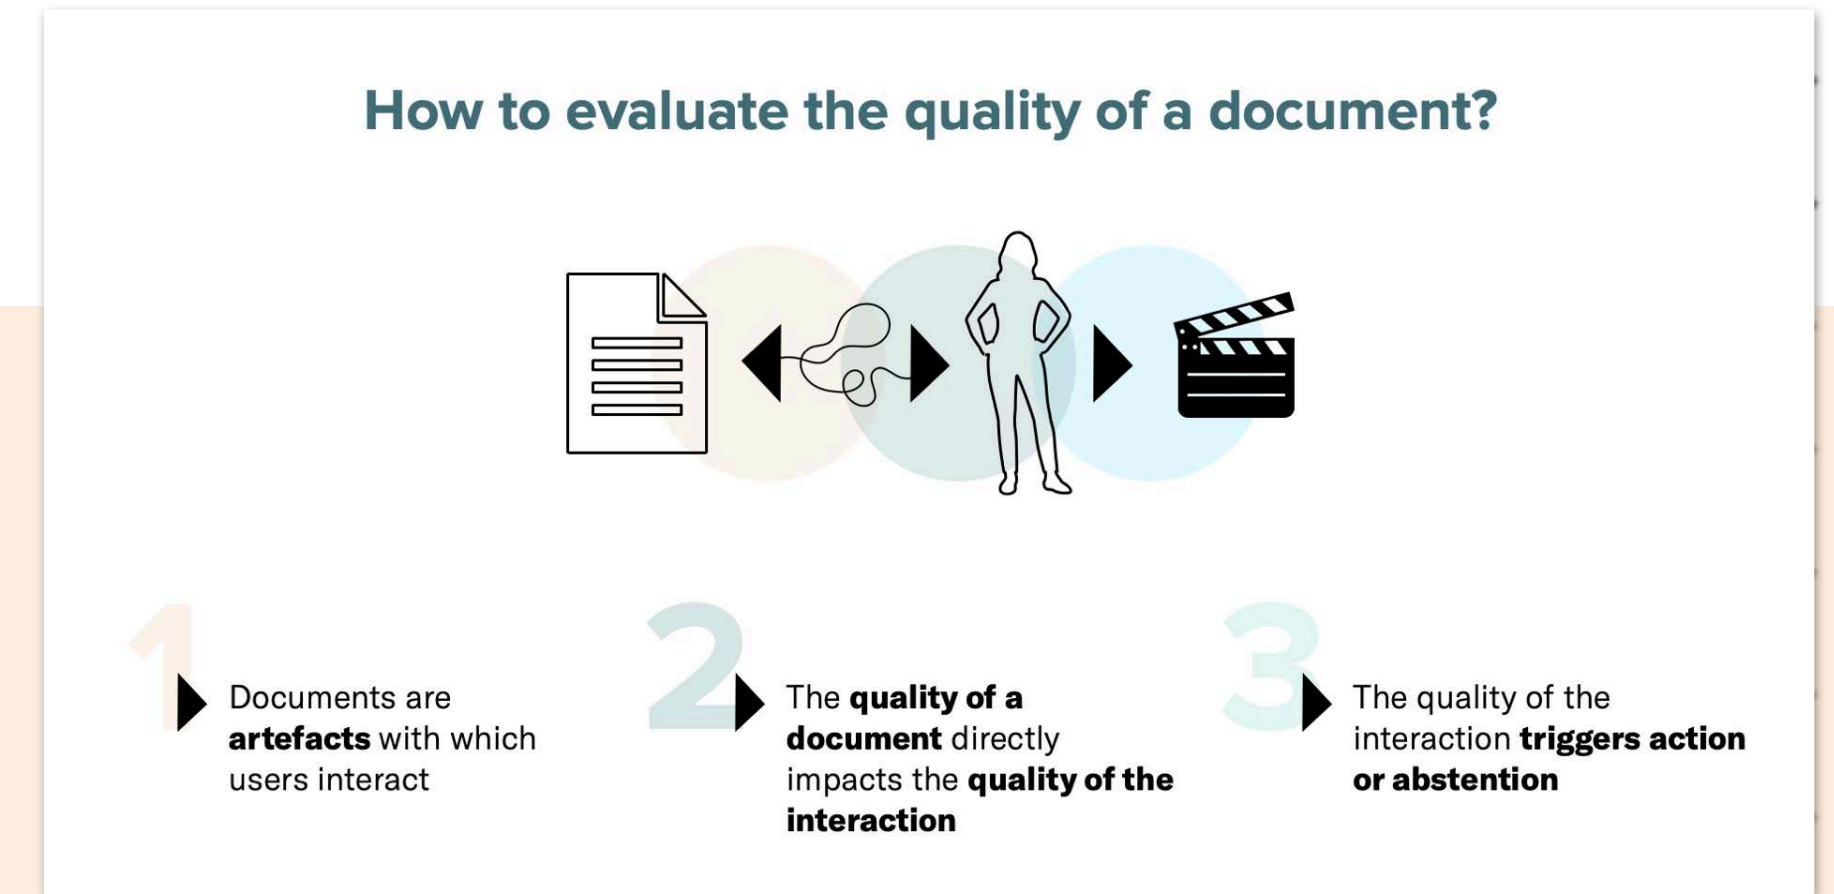 How to evaluate the quality of a document?
1
Documents are
artefacts with which
users interact
2
The quality of a
document directly
impacts the quality of the
interaction
3
The quality of the
interaction triggers action
or abstention